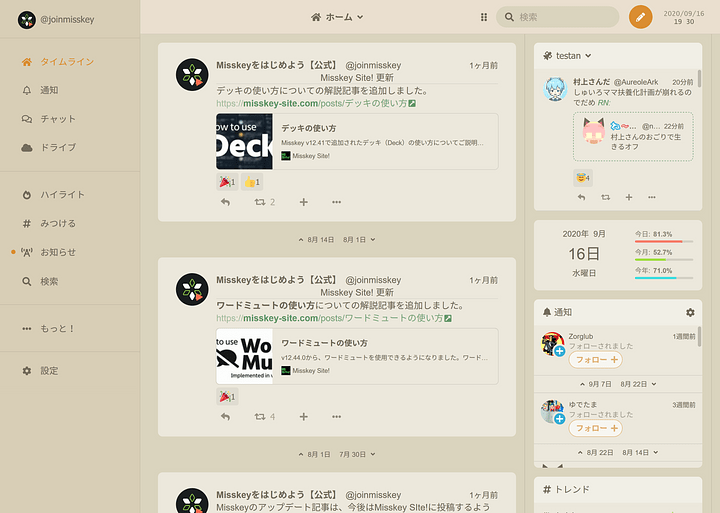 @joinmisskey
タイムライン
通知
チャット
ドライブ
ハイライト
みつける
お知らせ
検索
もっと！
設定
ホーム
検索
2020/09/16
19 30
Misskeyをはじめよう【公式】 @joinmisskey 1ヶ月前
Misskey Site! 更新
デッキの使い方についての解説記事を追加しました。
https://misskey-site.com/posts/デッキの使い方
ow to use
Deck
デッキの使い方
Misskey v12.41で追加されたデッキ（Deck）の使い方についてご説明…
Misskey Site!
1 1
2
8月 14日 8月 1日
Misskeyをはじめよう【公式】 @joinmisskey 1ヶ月前
Misskey Site! 更新
ワードミュートの使い方についての解説記事を追加しました。
https://misskey-site.com/posts/ワードミュートの使い方
to use
Wo
Mu
Implemented in v
ワードミュートの使い方
v12.44.0から、ワードミュートを使用できるようになりました。ワード…
Misskey Site!
1
4
8月 1日 7月 30日
Misskeyをはじめよう【公式】 @joinmisskey 1ヶ月前
Misskeyのアップデート記事は、今後はMisskey SIte!に投稿するよう
testan
村上さんだ @AureoleArk 20分前
しゅいろママ扶養化計画が崩れるのでだめ RN:
@n... 22分前
村上さんのおごりで生きるオフ
4
2020年 9月
16日
水曜日
今日: 81.3%
今月: 52.7%
今年: 71.0%
通知
Zorglub 1週間前
フォローされました
フォロー
9月 7日 8月 22日
ゆでたま 3週間前
フォローされました
フォロー
8月 22日 8月 14日
トレンド